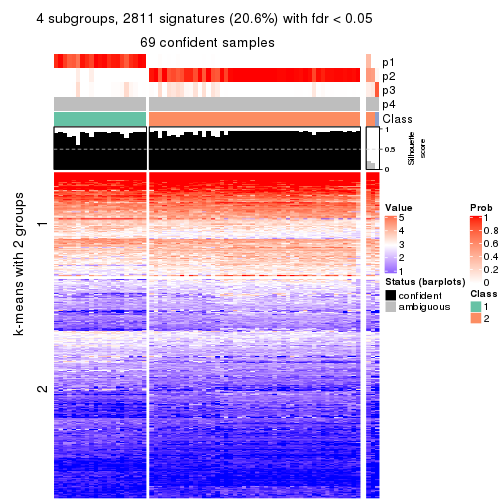 4 subgroups, 2811 signatures (20.6%) with fdr < 0.05
69 confident samples
p1
p2
p3
p4
Class
1
0.5
0
Silhouette
score
k-means with 2 groups
1
2
Value
5
4
3
2
1
Status (barplots)
confident
ambiguous
Prob
1
0.8
0.6
0.4
0.2
0
Class
1
2